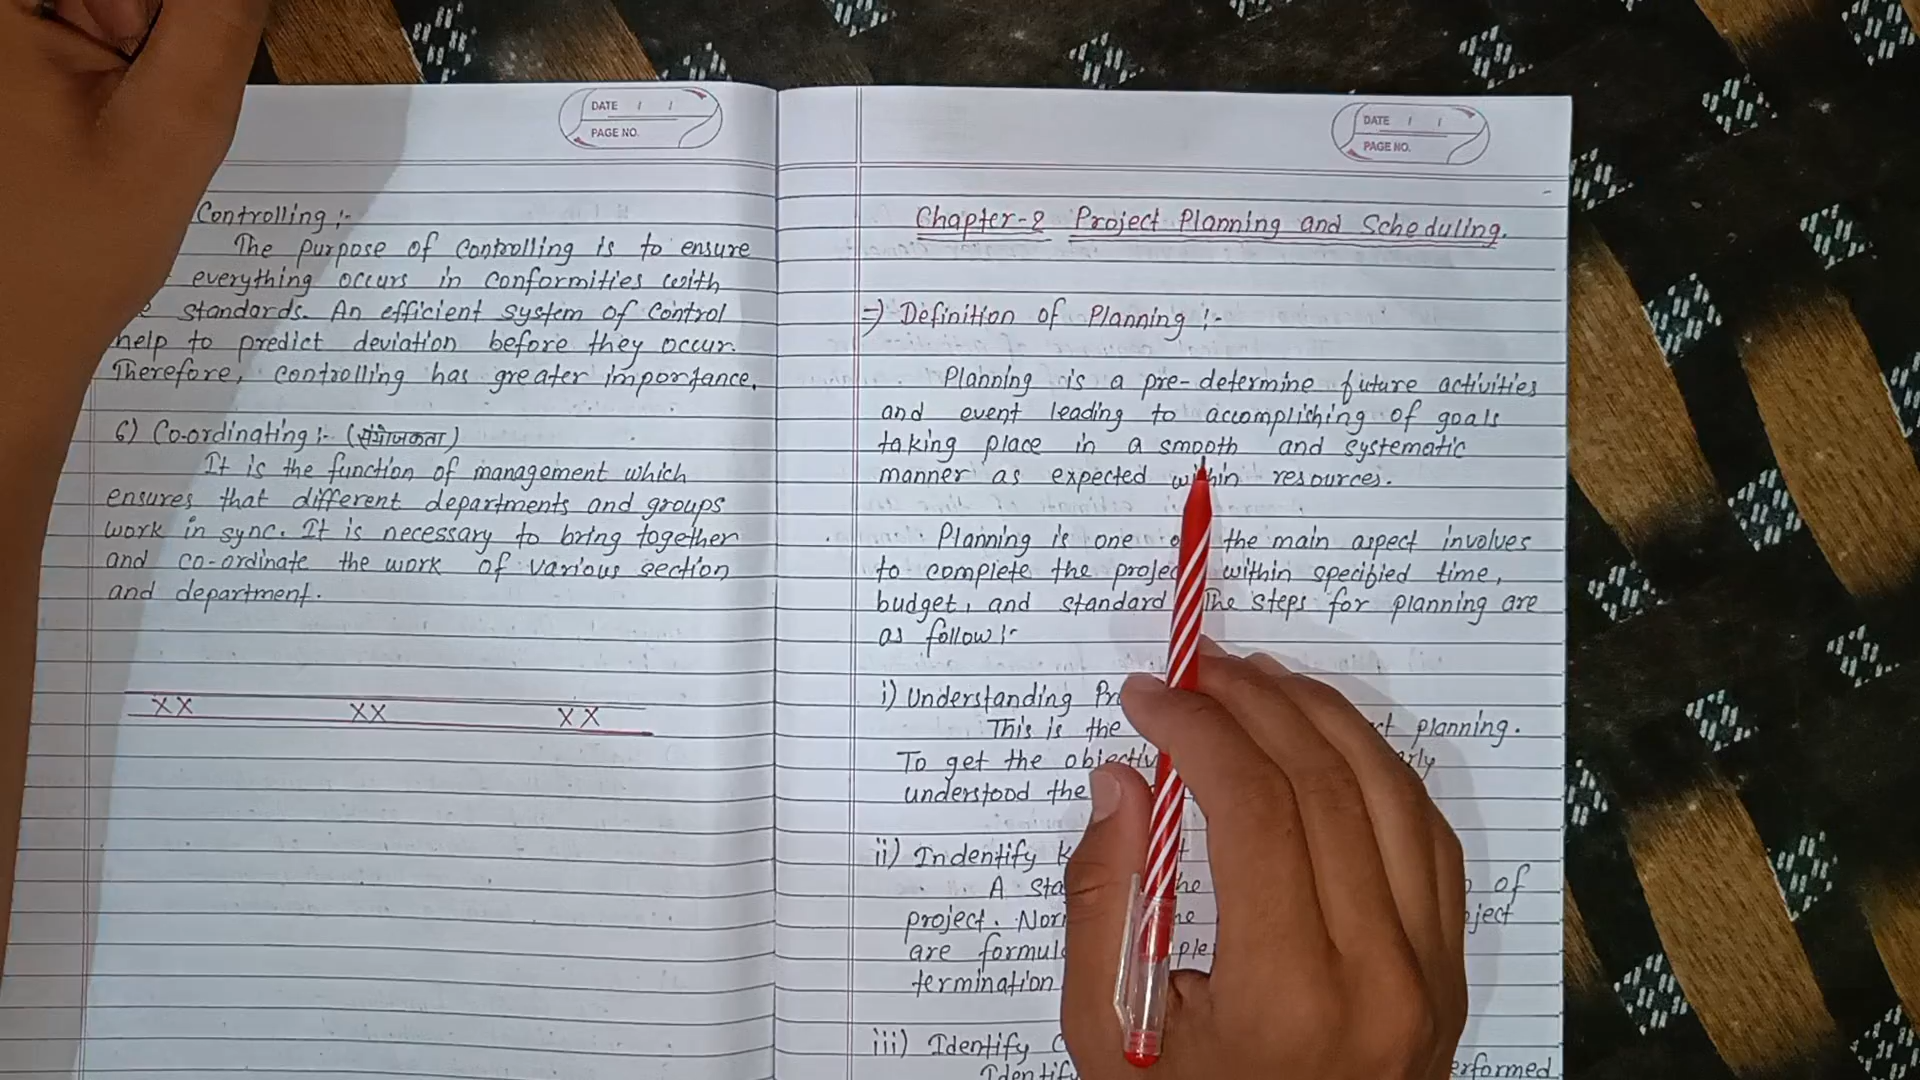 DATE / /
PAGE NO.
Controlling :-
The purpose of controlling is to ensure
everything occurs in conformities with
standards. An efficient system of control
help to predict deviation before they occur.
Therefore, controlling has greater importance.
6) Co-ordinating :- (संयोजकता)
It is the function of management which
ensures that different departments and groups
work in sync. It is necessary to bring together
and co-ordinate the work of various section
and department.
XX XX XX
DATE / /
PAGE NO.
Chapter-2 Project Planning and Scheduling.
=) Definition of Planning :-
Planning is a pre-determine future activities
and event leading to accomplishing of goals
taking place in a smooth and systematic
manner as expected within resources.
Planning is one the main aspect involves
to complete the project within specified time,
budget, and standard The steps for planning are
as follow :-
i) Understanding
This is the planning.
To get the
understood the
ii) Indentify
A of
project.
are
termination
iii) Identify
performed